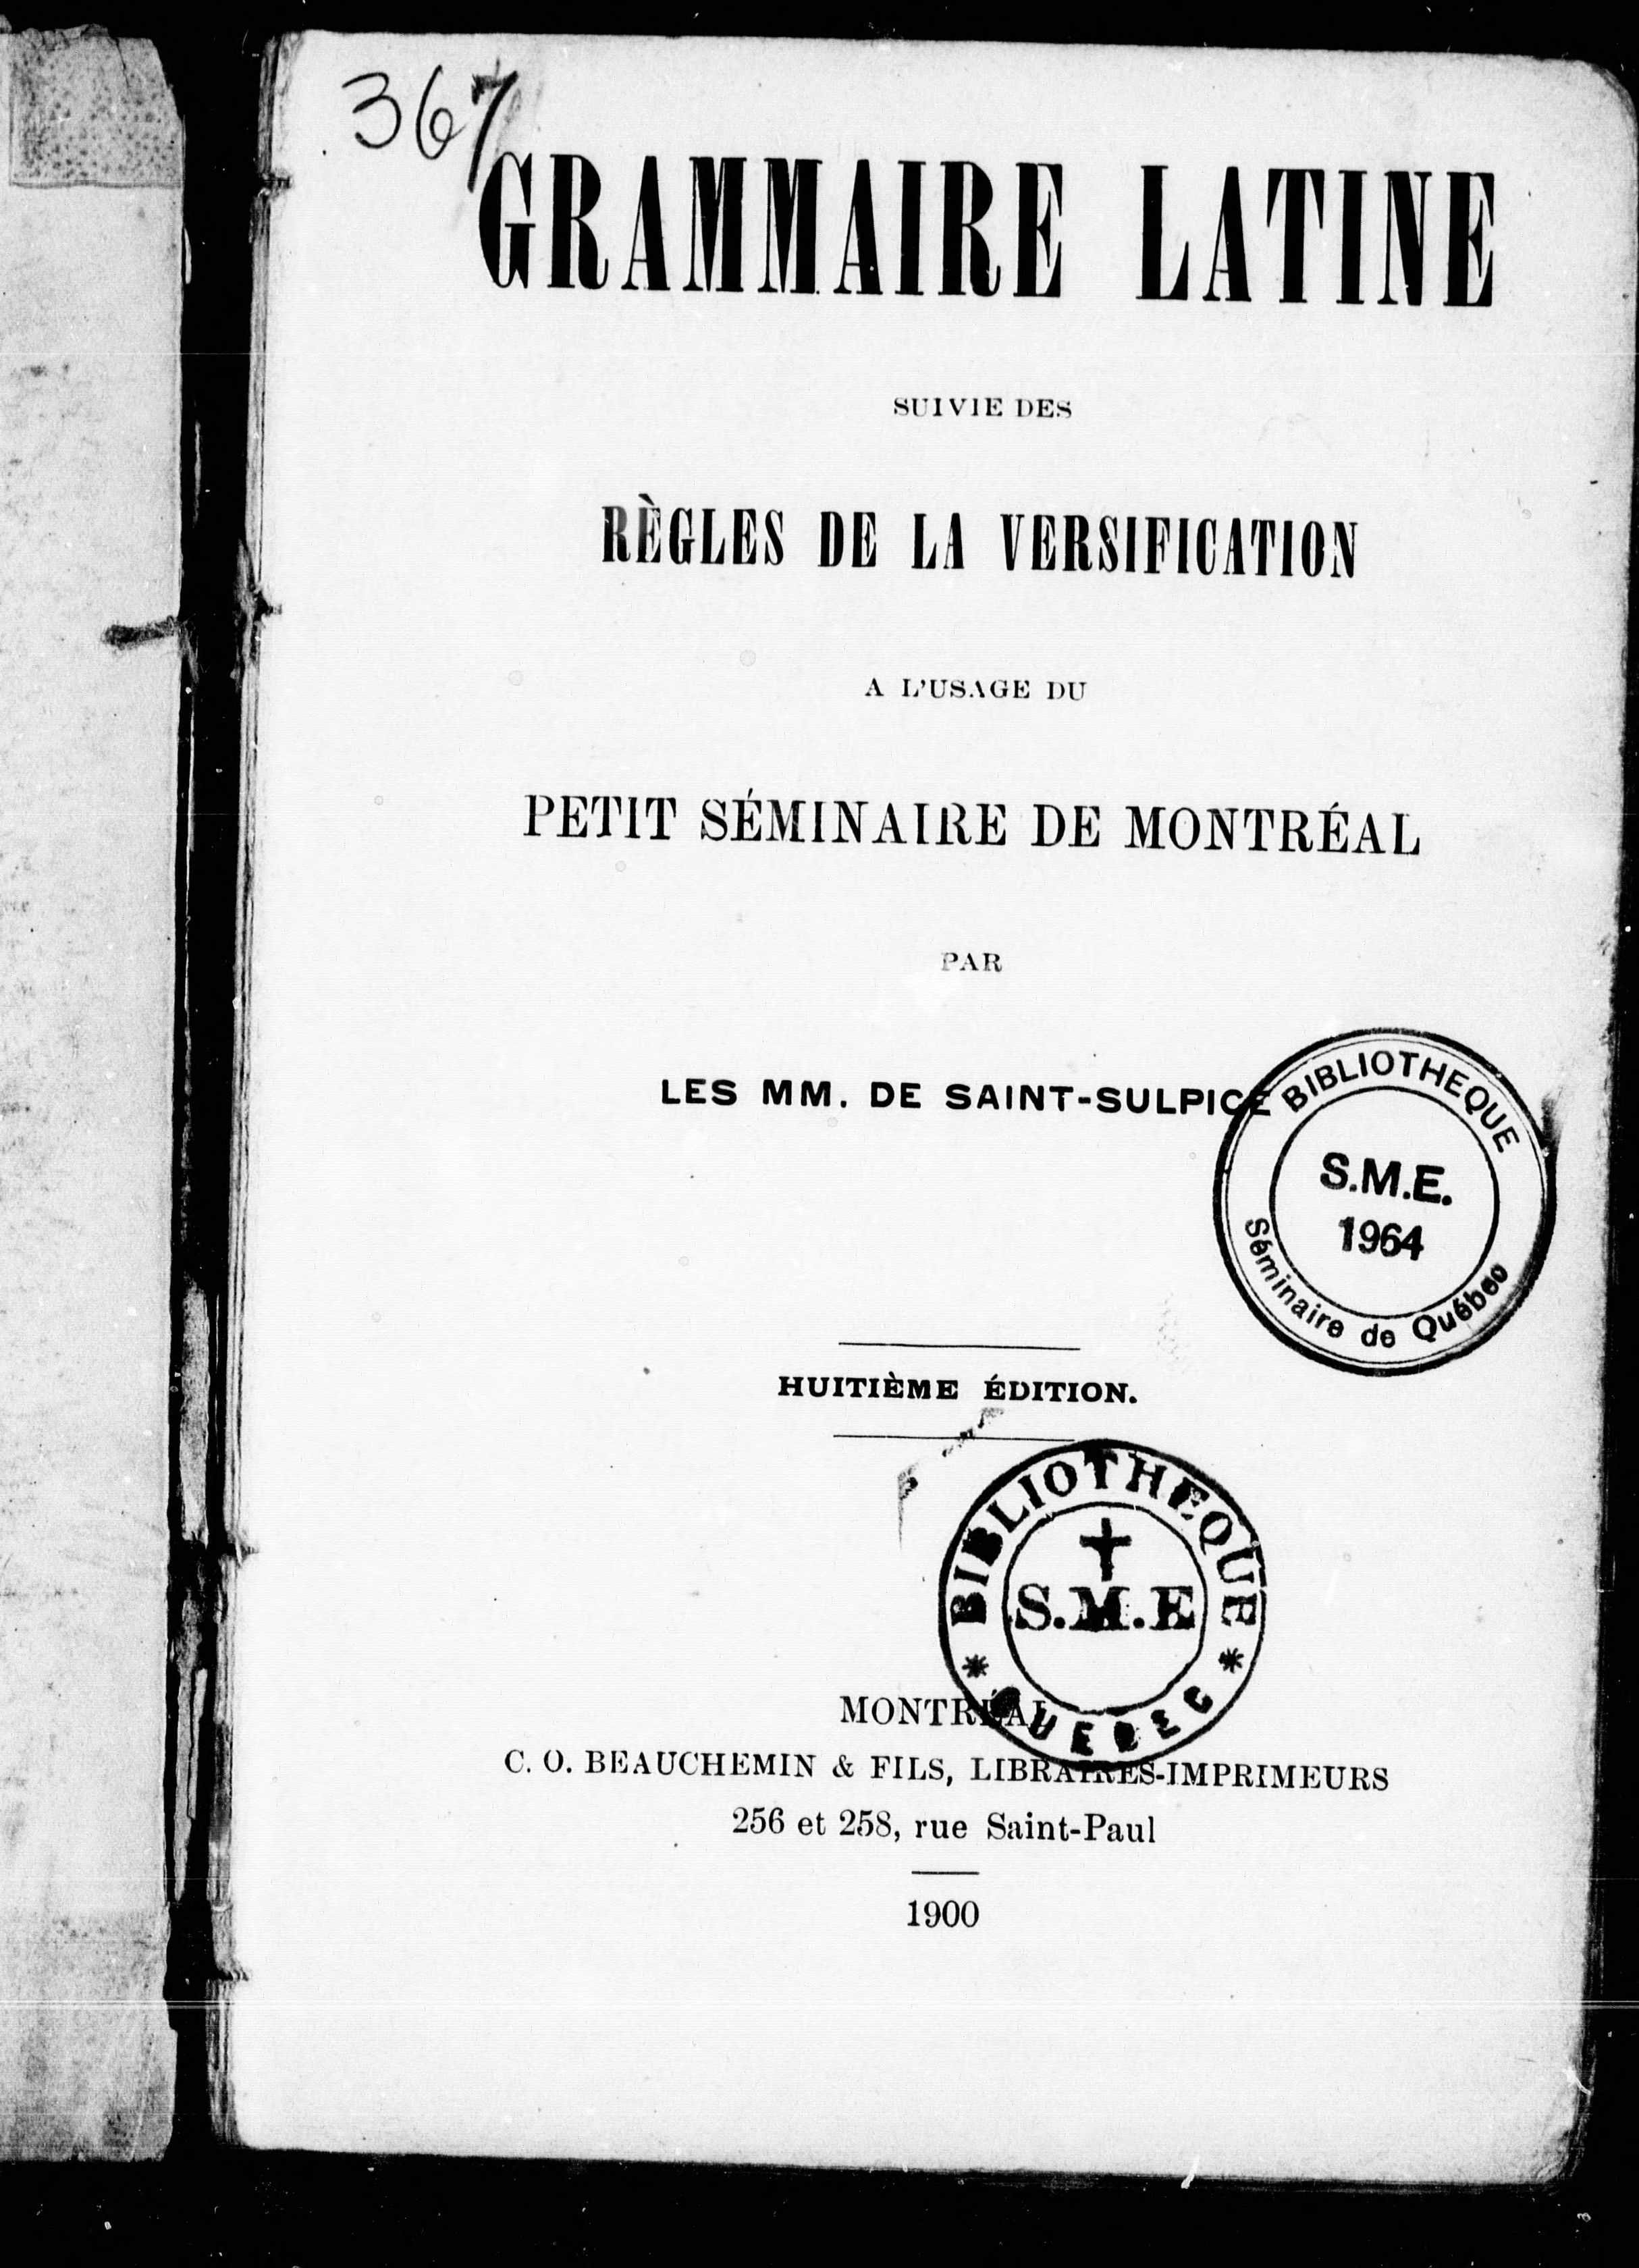 367
GRAMMAIRE LATINE
SUIVIE DES
RÈGLES DE LA VERSIFICATION
A L'USAGE DU
PETIT SÉMINAIRE DE MONTRÉAL
PAR
LES MM. DE SAINT-SULPICE
BIBLIOTHEQUE
S.M.E.
1964
Séminaire de Québec
HUITIÈME ÉDITION.
BIBLIOTHEQUE
S.M.E
* QUEBEC *
MONTRÉAL
C. O. BEAUCHEMIN & FILS, LIBRAIRES-IMPRIMEURS
256 et 258, rue Saint-Paul
1900